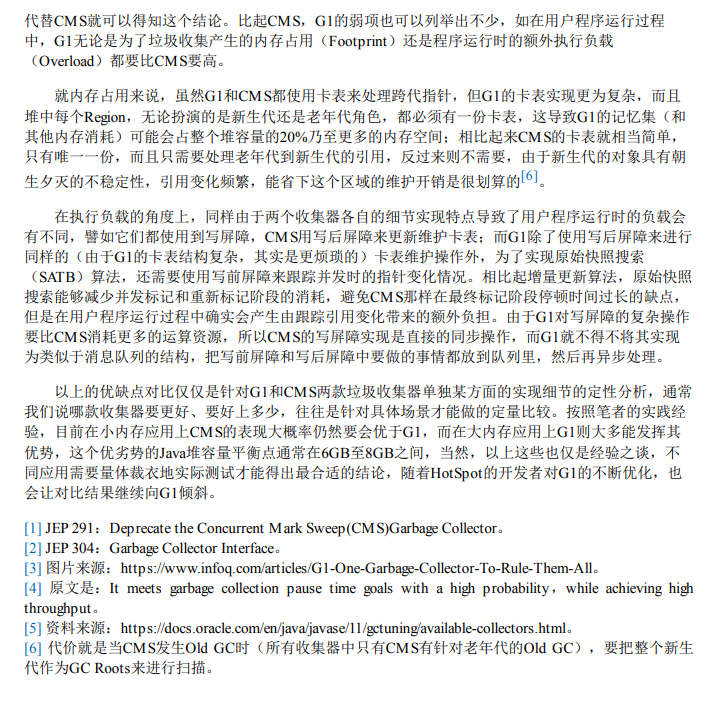 代替CMS就可以得知这个结论。比起CMS，G1的弱项也可以列举出不少，如在用户程序运行过程
中，G1无论是为了垃圾收集产生的内存占用（Footprint）还是程序运行时的额外执行负载
（Overload）都要比CMS要高。
就内存占用来说，虽然G1和CMS都使用卡表来处理跨代指针，但G1的卡表实现更为复杂，而且
堆中每个Region，无论扮演的是新生代还是老年代角色，都必须有一份卡表，这导致G1的记忆集（和
其他内存消耗）可能会占整个堆容量的20%乃至更多的内存空间；相比起来CMS的卡表就相当简单，
只有唯一一份，而且只需要处理老年代到新生代的引用，反过来则不需要，由于新生代的对象具有朝
生夕灭的不稳定性，引用变化频繁，能省下这个区域的维护开销是很划算的[6]。
在执行负载的角度上，同样由于两个收集器各自的细节实现特点导致了用户程序运行时的负载会
有不同，譬如它们都使用到写屏障，CMS用写后屏障来更新维护卡表；而G1除了使用写后屏障来进行
同样的（由于G1的卡表结构复杂，其实是更烦琐的）卡表维护操作外，为了实现原始快照搜索
（SATB）算法，还需要使用写前屏障来跟踪并发时的指针变化情况。相比起增量更新算法，原始快照
搜索能够减少并发标记和重新标记阶段的消耗，避免CMS那样在最终标记阶段停顿时间过长的缺点，
但是在用户程序运行过程中确实会产生由跟踪引用变化带来的额外负担。由于G1对写屏障的复杂操作
要比CMS消耗更多的运算资源，所以CMS的写屏障实现是直接的同步操作，而G1就不得不将其实现
为类似于消息队列的结构，把写前屏障和写后屏障中要做的事情都放到队列里，然后再异步处理。
以上的优缺点对比仅仅是针对G1和CMS两款垃圾收集器单独某方面的实现细节的定性分析，通常
我们说哪款收集器要更好、要好上多少，往往是针对具体场景才能做的定量比较。按照笔者的实践经
验，目前在小内存应用上CMS的表现大概率仍然要会优于G1，而在大内存应用上G1则大多能发挥其
优势，这个优劣势的Java堆容量平衡点通常在6GB至8GB之间，当然，以上这些也仅是经验之谈，不
同应用需要量体裁衣地实际测试才能得出最合适的结论，随着HotSpot的开发者对G1的不断优化，也
会让对比结果继续向G1倾斜。
[1] JEP 291：Deprecate the Concurrent Mark Sweep(CMS)Garbage Collector。
[2] JEP 304：Garbage Collector Interface。
[3] 图片来源：https://www.infoq.com/articles/G1-One-Garbage-Collector-To-Rule-Them-All。
[4] 原文是：It meets garbage collection pause time goals with a high probability，while achieving high
throughput。
[5] 资料来源：https://docs.oracle.com/en/java/javase/11/gctuning/available-collectors.html。
[6] 代价就是当CMS发生Old GC时（所有收集器中只有CMS有针对老年代的Old GC），要把整个新生
代作为GC Roots来进行扫描。